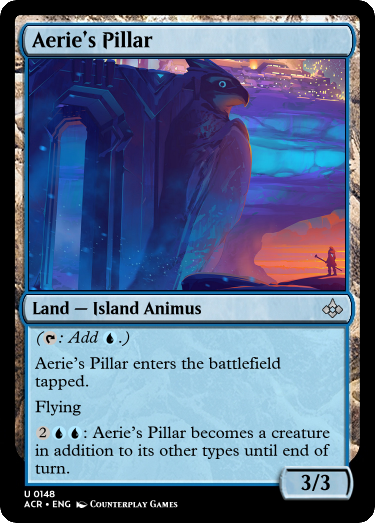 Aerie's Pillar
Land — Island Animus
(: Add .)
Aerie's Pillar enters the battlefield
tapped.
Flying
2 : Aerie's Pillar becomes a creature
in addition to its other types until end of
turn.
3/3
U 0148
ACR • ENG Counterplay Games